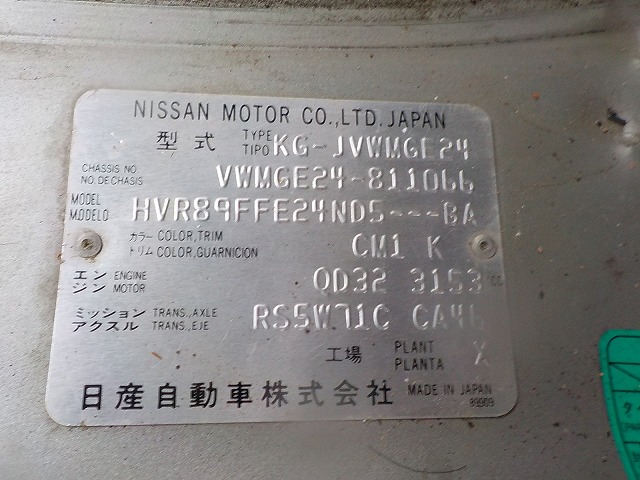 NISSAN MOTOR CO.,LTD. JAPAN
型式 TYPE TIPO KG-JVWMGE24
CHASSIS NO. NO. DE CHASIS VWMGE24-811066
MODEL MODELO HVR89FFE24ND5---BA
カラー COLOR,TRIM トリム COLOR,GUARNICION CM1 K
エンジン ENGINE MOTOR QD32 3153 cc
ミッション TRANS.,AXLE アクスル TRANS.,EJE RS5W71C CA46
工場 PLANT PLANTA X
日産自動車株式会社 MADE IN JAPAN
89909